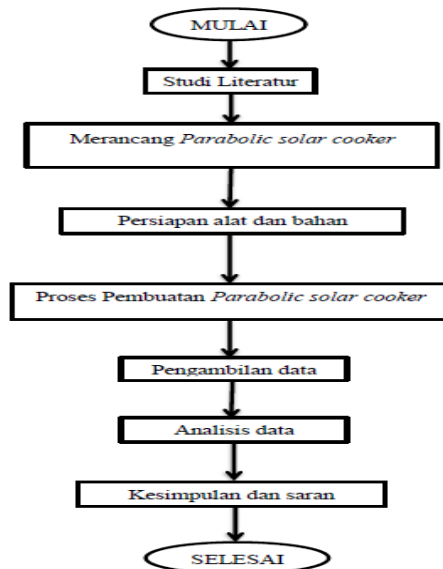 MULAI
Studi Literatur
Merancang Parabolic solar cooker
Persiapan alat dan bahan
Proses Pembuatan Parabolic solar cooker
Pengambilan data
Analisis data
Kesimpulan dan saran
SELESAI